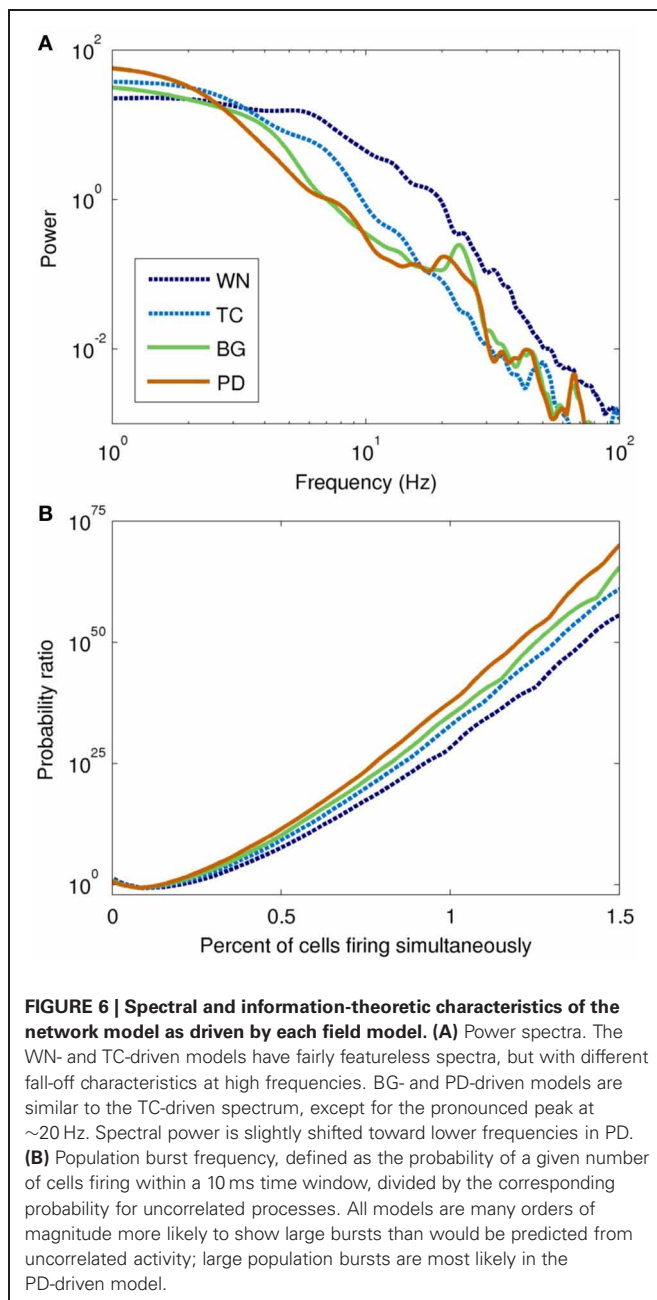 A
10^2
10^0
10^-2
Power
WN
TC
BG
PD
10^0
10^1
10^2
Frequency (Hz)
B
10^75
10^50
10^25
10^0
Probability ratio
0
0.5
1
1.5
Percent of cells firing simultaneously
FIGURE 6 | Spectral and information-theoretic characteristics of the
network model as driven by each field model. (A) Power spectra. The
WN- and TC-driven models have fairly featureless spectra, but with different
fall-off characteristics at high frequencies. BG- and PD-driven models are
similar to the TC-driven spectrum, except for the pronounced peak at
∼20 Hz. Spectral power is slightly shifted toward lower frequencies in PD.
(B) Population burst frequency, defined as the probability of a given number
of cells firing within a 10 ms time window, divided by the corresponding
probability for uncorrelated processes. All models are many orders of
magnitude more likely to show large bursts than would be predicted from
uncorrelated activity; large population bursts are most likely in the
PD-driven model.